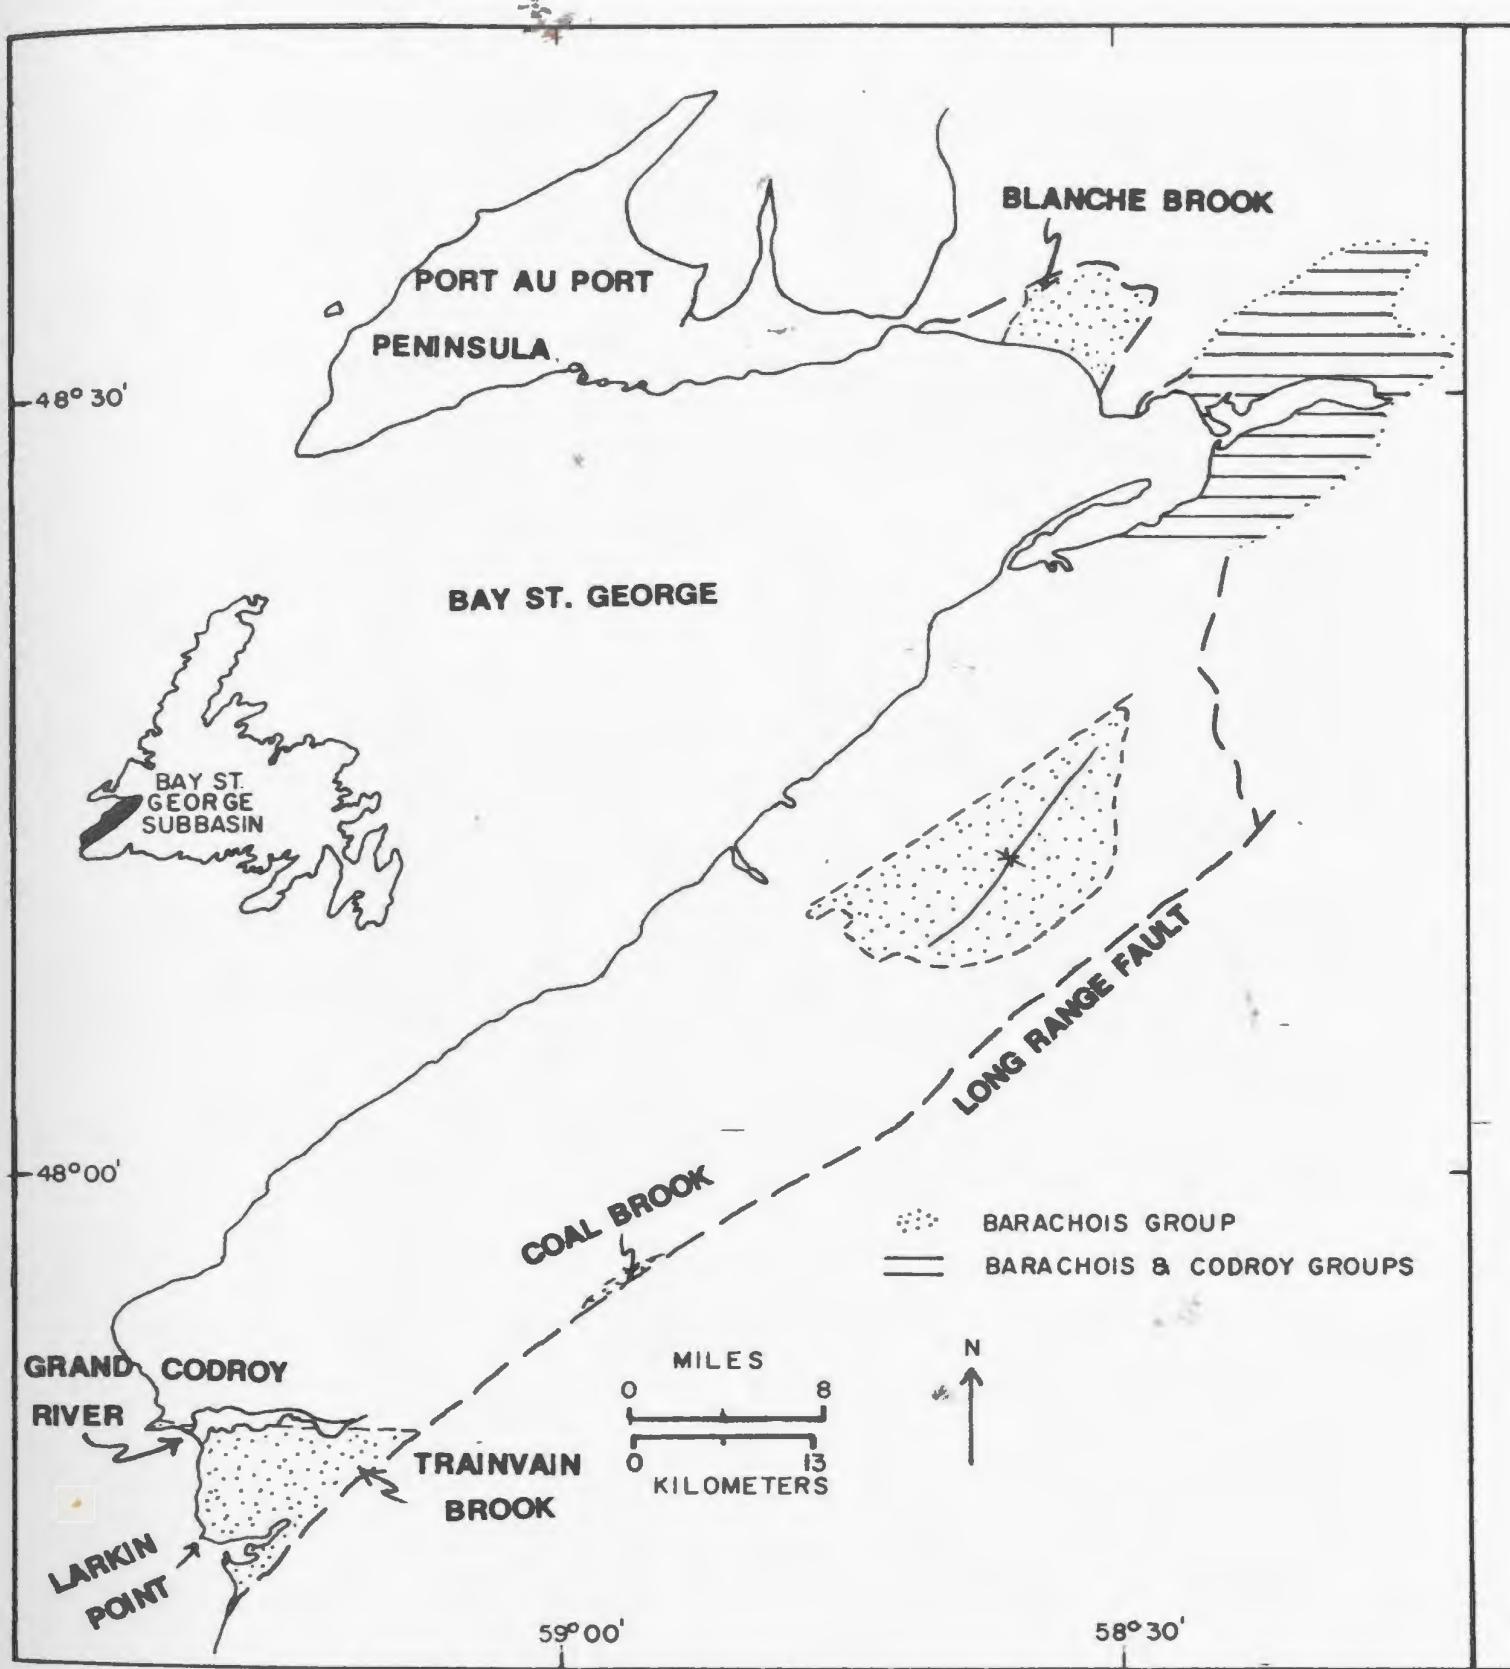 BLANCHE BROOK
PORT AU PORT
PENINSULA
48° 30'
BAY ST. GEORGE
BAY ST.
GEORGE
SUBBASIN
LONG RANGE FAULT
48° 00'
COAL BROOK
BARACHOIS GROUP
BARACHOIS & CODROY GROUPS
GRAND CODROY
RIVER
MILES
0 8
0 13
KILOMETERS
N
TRAINVAIN
BROOK
LARKIN
POINT
59° 00'
58° 30'